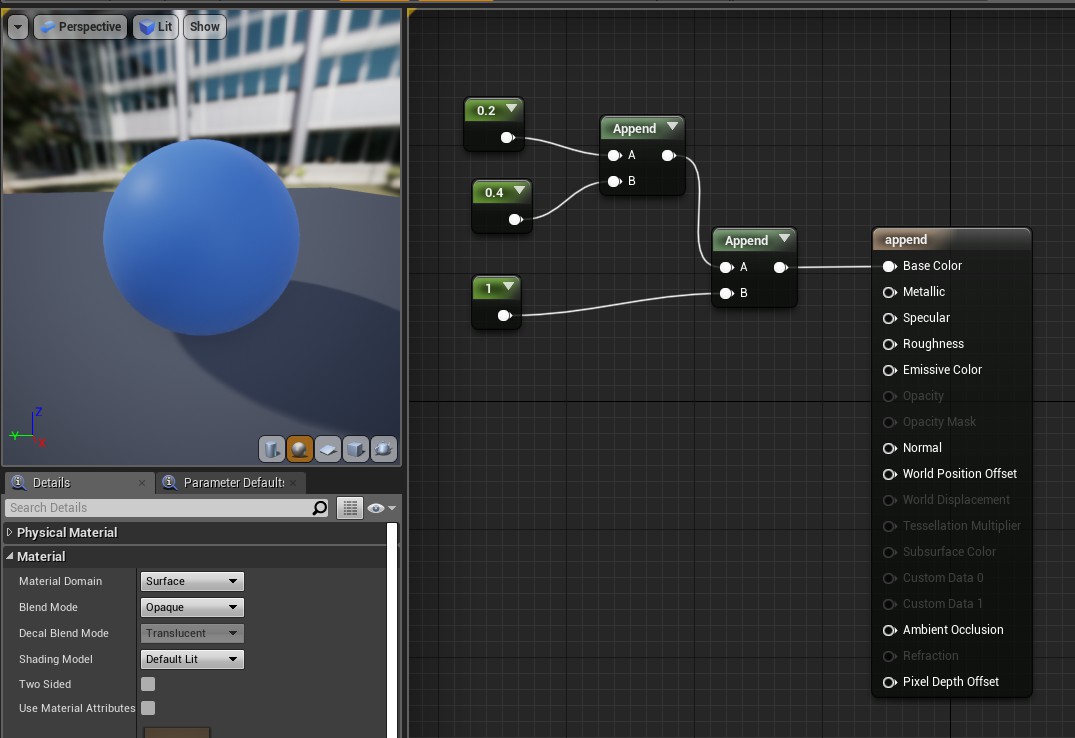 Perspective Lit Show
0.2
Append
A
B
0.4
Append
A
B
1
append
Base Color
Metallic
Specular
Roughness
Emissive Color
Opacity
Opacity Mask
Normal
World Position Offset
World Displacement
Tessellation Multiplier
Subsurface Color
Custom Data 0
Custom Data 1
Ambient Occlusion
Refraction
Pixel Depth Offset
Z
Y
X
Details
Parameter Defaults
Search Details
Physical Material
Material
Material Domain Surface
Blend Mode Opaque
Decal Blend Mode Translucent
Shading Model Default Lit
Two Sided
Use Material Attributes